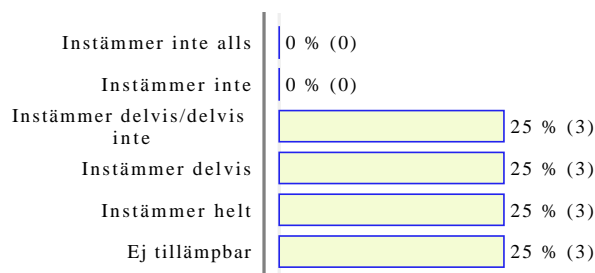 Instämmer inte alls 0 % (0)
Instämmer inte 0 % (0)
Instämmer delvis/delvis
inte 25 % (3)
Instämmer delvis 25 % (3)
Instämmer helt 25 % (3)
Ej tillämpbar 25 % (3)